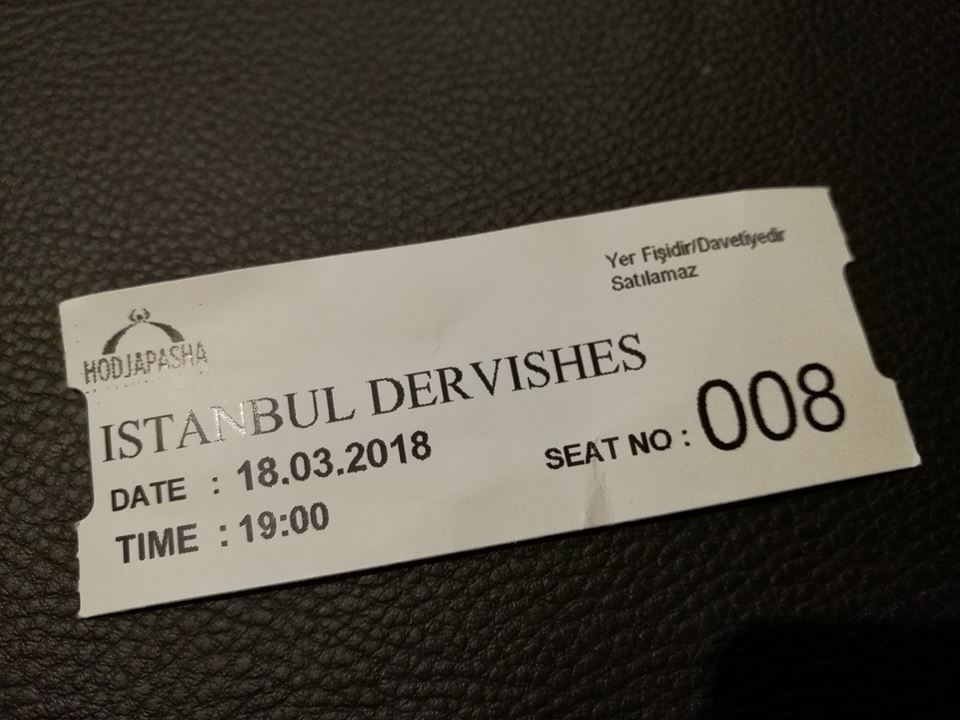 Yer Fişidir/Davetiyedir
Satılamaz
HODJAPASHA
ISTANBUL DERVISHES
DATE : 18.03.2018
SEAT NO : 008
TIME : 19:00